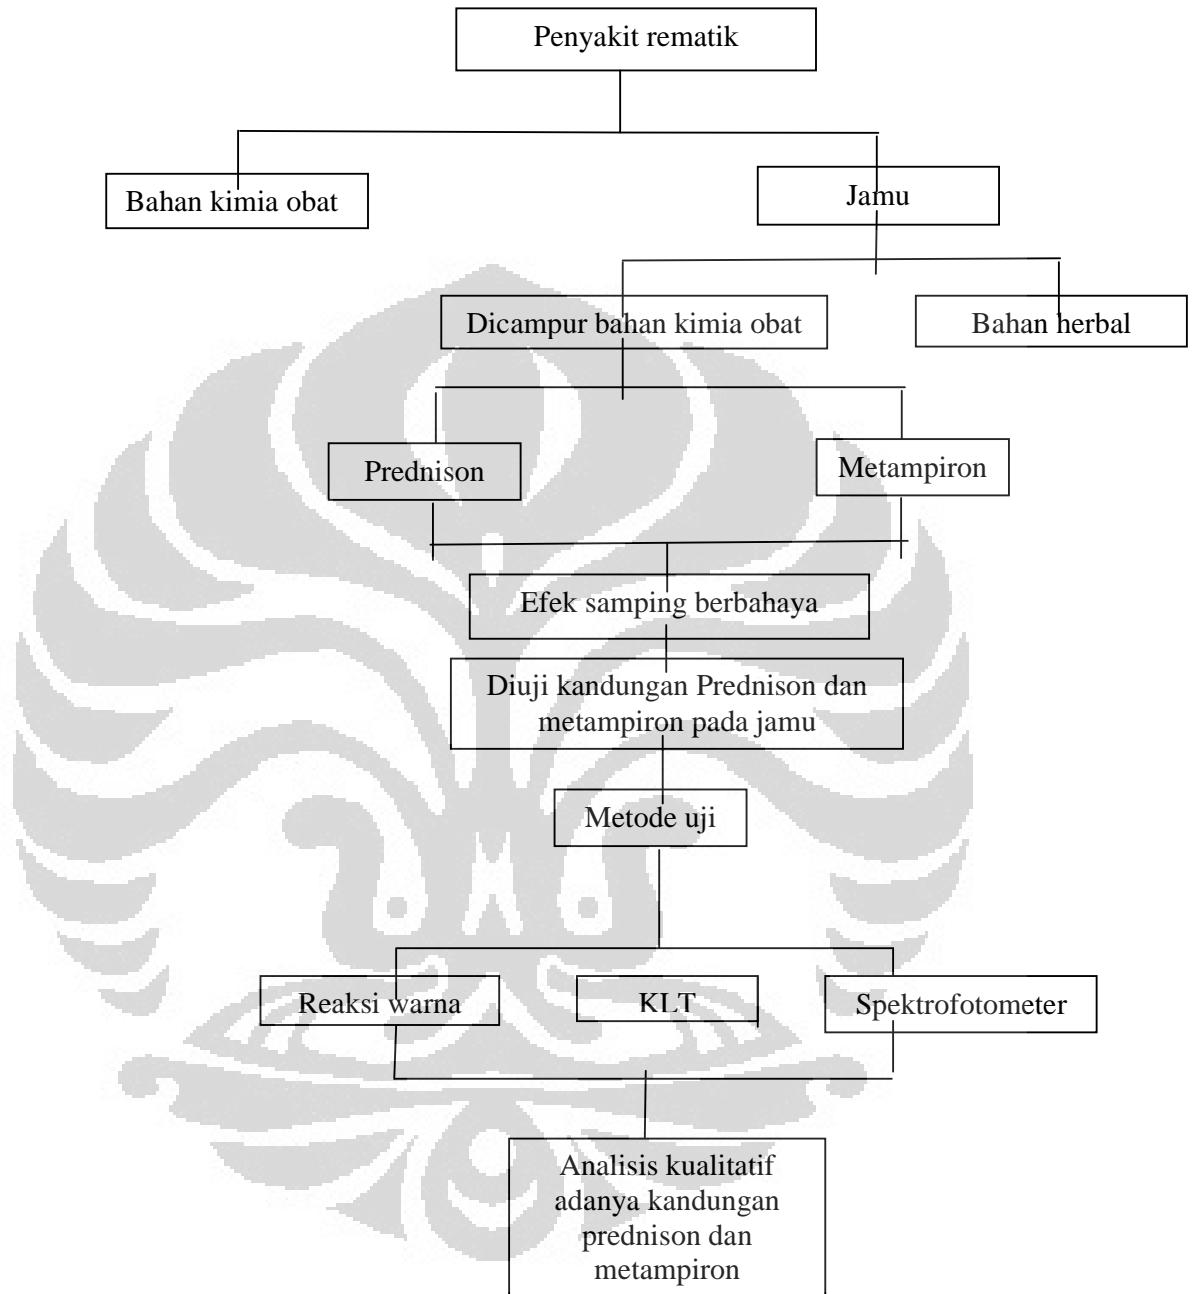 Penyakit rematik
Bahan kimia obat
Jamu
Dicampur bahan kimia obat
Bahan herbal
Prednison
Metampiron
Efek samping berbahaya
Diuji kandungan Prednison dan
metampiron pada jamu
Metode uji
Reaksi warna
KLT
Spektrofotometer
Analisis kualitatif
adanya kandungan
prednison dan
metampiron